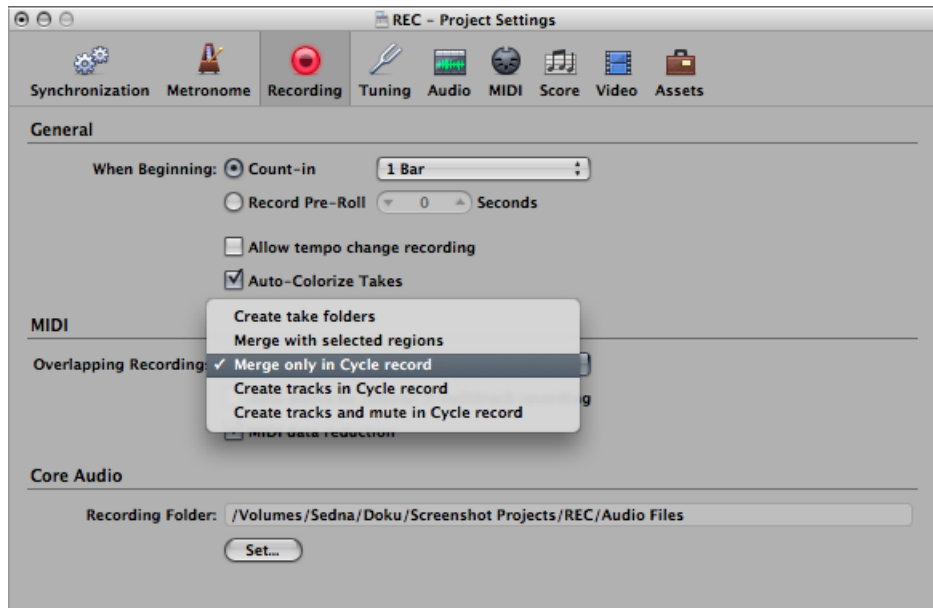 REC – Project Settings
Synchronization Metronome Recording Tuning Audio MIDI Score Video Assets
General
When Beginning: Count-in 1 Bar
Record Pre-Roll 0 Seconds
Allow tempo change recording
Auto-Colorize Takes
Create take folders
MIDI
Merge with selected regions
Overlapping Recording ✓ Merge only in Cycle record
Create tracks in Cycle record
Create tracks and mute in Cycle record
MIDI data reduction
Core Audio
Recording Folder: /Volumes/Sedna/Doku/Screenshot Projects/REC/Audio Files
Set...